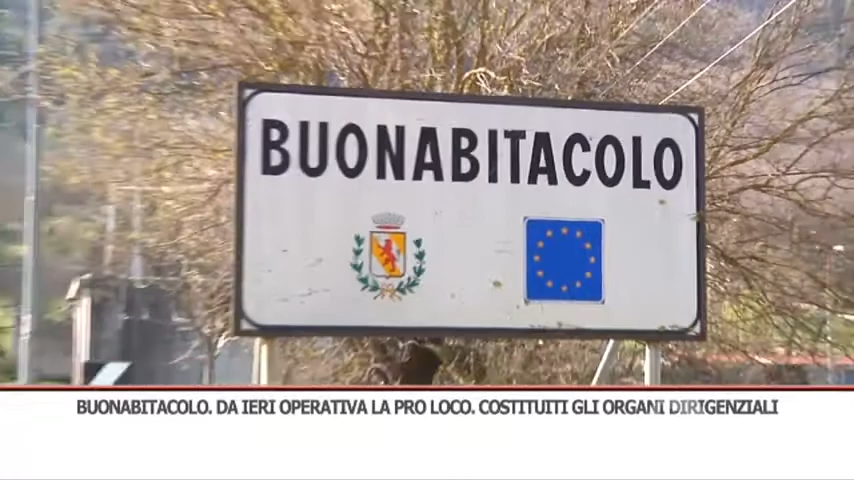 BUONABITACOLO
BUONABITACOLO. DA IERI OPERATIVA LA PRO LOCO. COSTITUITI GLI ORGANI DIRIGENZIALI